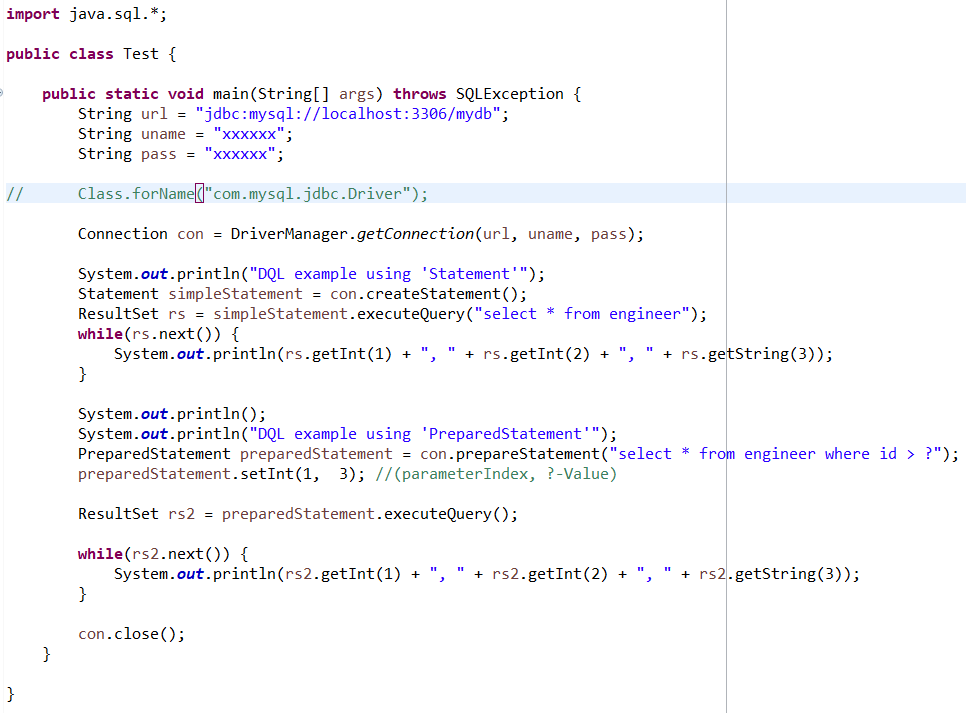 import java.sql.*;
public class Test {
public static void main(String[] args) throws SQLException {
String url = "jdbc:mysql://localhost:3306/mydb";
String uname = "xxxxxx";
String pass = "xxxxxx";
// Class.forName("com.mysql.jdbc.Driver");
Connection con = DriverManager.getConnection(url, uname, pass);
System.out.println("DQL example using 'Statement'");
Statement simpleStatement = con.createStatement();
ResultSet rs = simpleStatement.executeQuery("select * from engineer");
while(rs.next()) {
System.out.println(rs.getInt(1) + ", " + rs.getInt(2) + ", " + rs.getString(3));
}
System.out.println();
System.out.println("DQL example using 'PreparedStatement'");
PreparedStatement preparedStatement = con.prepareStatement("select * from engineer where id > ?");
preparedStatement.setInt(1,  3); //(parameterIndex, ?-Value)
ResultSet rs2 = preparedStatement.executeQuery();
while(rs2.next()) {
System.out.println(rs2.getInt(1) + ", " + rs2.getInt(2) + ", " + rs2.getString(3));
}
con.close();
}
}